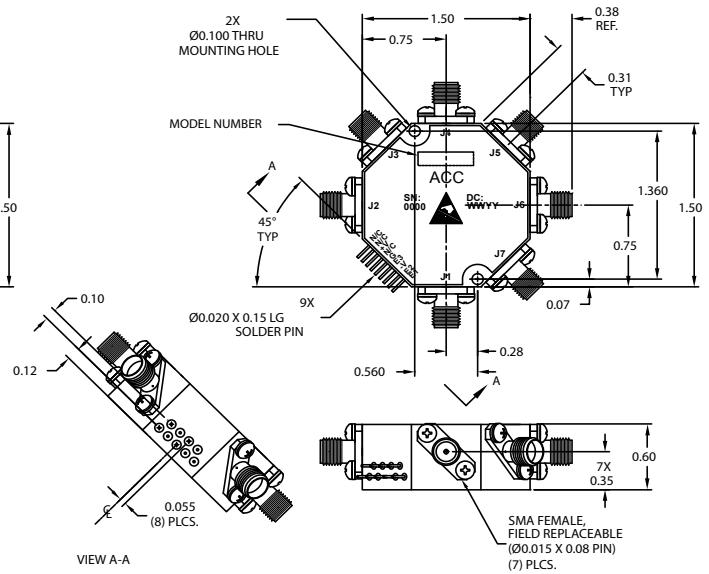 2X
Ø0.100 THRU
MOUNTING HOLE
1.50
0.75
0.38
REF.
0.31
TYP
MODEL NUMBER
J4
J3
J5
ACC
A
SN:
0000
DC:
WWYY
J2
J6
J7
J1
1.360
1.50
0.75
0.07
.50
45°
TYP
9X
Ø0.020 X 0.15 LG
SOLDER PIN
0.28
0.560
A
0.10
0.12
0.055
(8) PLCS.
VIEW A-A
0.60
7X
0.35
SMA FEMALE,
FIELD REPLACEABLE
(Ø0.015 X 0.08 PIN)
(7) PLCS.